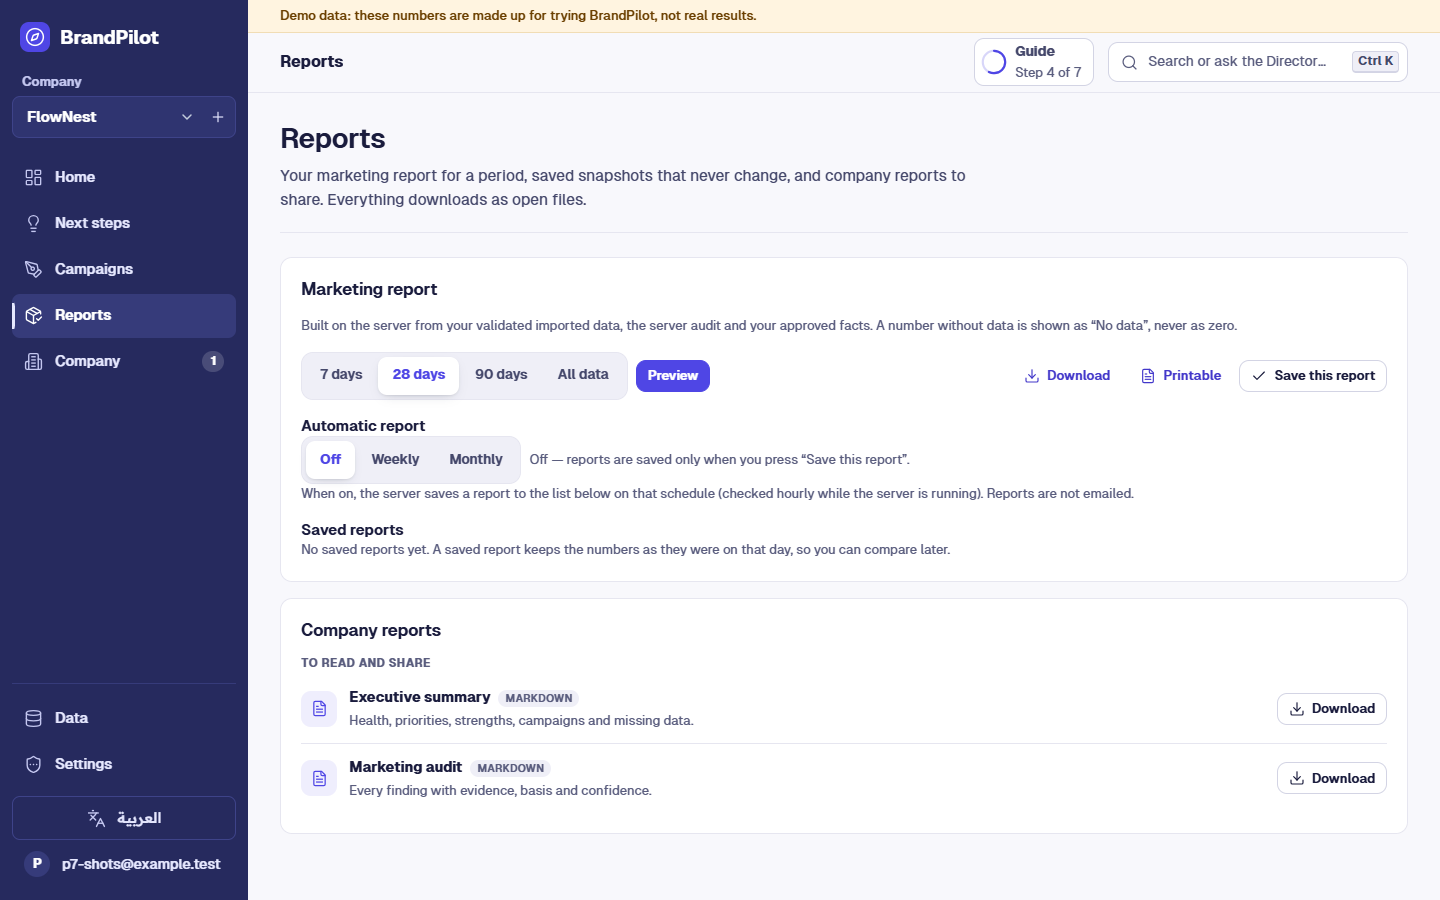 BrandPilot
Company
FlowNest
Home
Next steps
Campaigns
Reports
Company
1
Data
Settings
العربية
P
p7-shots@example.test
Demo data: these numbers are made up for trying BrandPilot, not real results.
Reports
Guide
Step 4 of 7
Search or ask the Director...
Ctrl K
Reports
Your marketing report for a period, saved snapshots that never change, and company reports to
share. Everything downloads as open files.
Marketing report
Built on the server from your validated imported data, the server audit and your approved facts. A number without data is shown as “No data”, never as zero.
7 days
28 days
90 days
All data
Preview
Download
Printable
Save this report
Automatic report
Off
Weekly
Monthly
Off — reports are saved only when you press “Save this report”.
When on, the server saves a report to the list below on that schedule (checked hourly while the server is running). Reports are not emailed.
Saved reports
No saved reports yet. A saved report keeps the numbers as they were on that day, so you can compare later.
Company reports
TO READ AND SHARE
Executive summary
MARKDOWN
Health, priorities, strengths, campaigns and missing data.
Download
Marketing audit
MARKDOWN
Every finding with evidence, basis and confidence.
Download